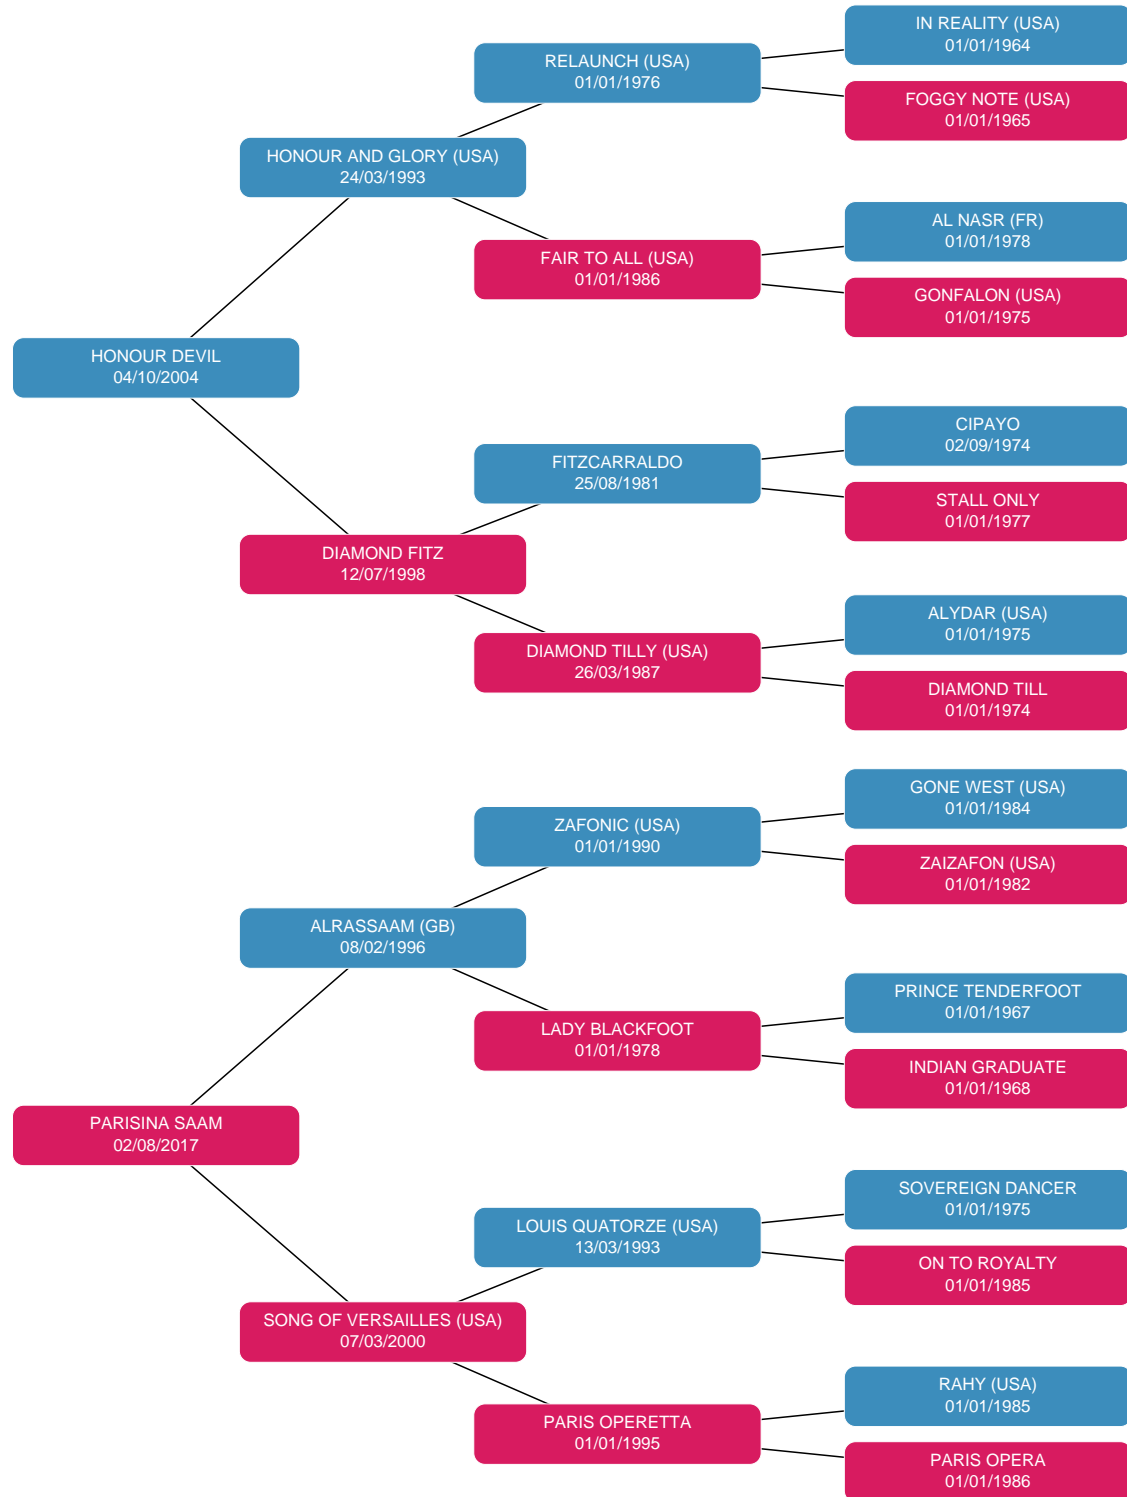 IN REALITY (USA)
01/01/1964
RELAUNCH (USA)
01/01/1976
FOGGY NOTE (USA)
01/01/1965
HONOUR AND GLORY (USA)
24/03/1993
AL NASR (FR)
01/01/1978
FAIR TO ALL (USA)
01/01/1986
GONFALON (USA)
01/01/1975
HONOUR DEVIL
04/10/2004
CIPAYO
02/09/1974
FITZCARRALDO
25/08/1981
STALL ONLY
01/01/1977
DIAMOND FITZ
12/07/1998
ALYDAR (USA)
01/01/1975
DIAMOND TILLY (USA)
26/03/1987
DIAMOND TILL
01/01/1974
GONE WEST (USA)
01/01/1984
ZAFONIC (USA)
01/01/1990
ZAIZAFON (USA)
01/01/1982
ALRASSAAM (GB)
08/02/1996
PRINCE TENDERFOOT
01/01/1967
LADY BLACKFOOT
01/01/1978
INDIAN GRADUATE
01/01/1968
PARISINA SAAM
02/08/2017
SOVEREIGN DANCER
01/01/1975
LOUIS QUATORZE (USA)
13/03/1993
ON TO ROYALTY
01/01/1985
SONG OF VERSAILLES (USA)
07/03/2000
RAHY (USA)
01/01/1985
PARIS OPERETTA
01/01/1995
PARIS OPERA
01/01/1986